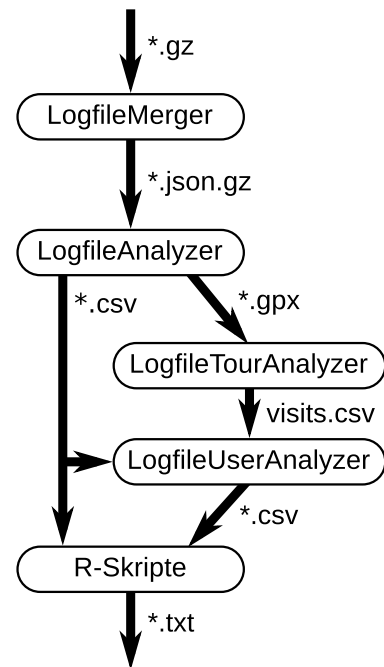 *.gz
LogfileMerger
*.json.gz
LogfileAnalyzer
*.csv
*.gpx
LogfileTourAnalyzer
visits.csv
LogfileUserAnalyzer
*.csv
R-Skripte
*.txt